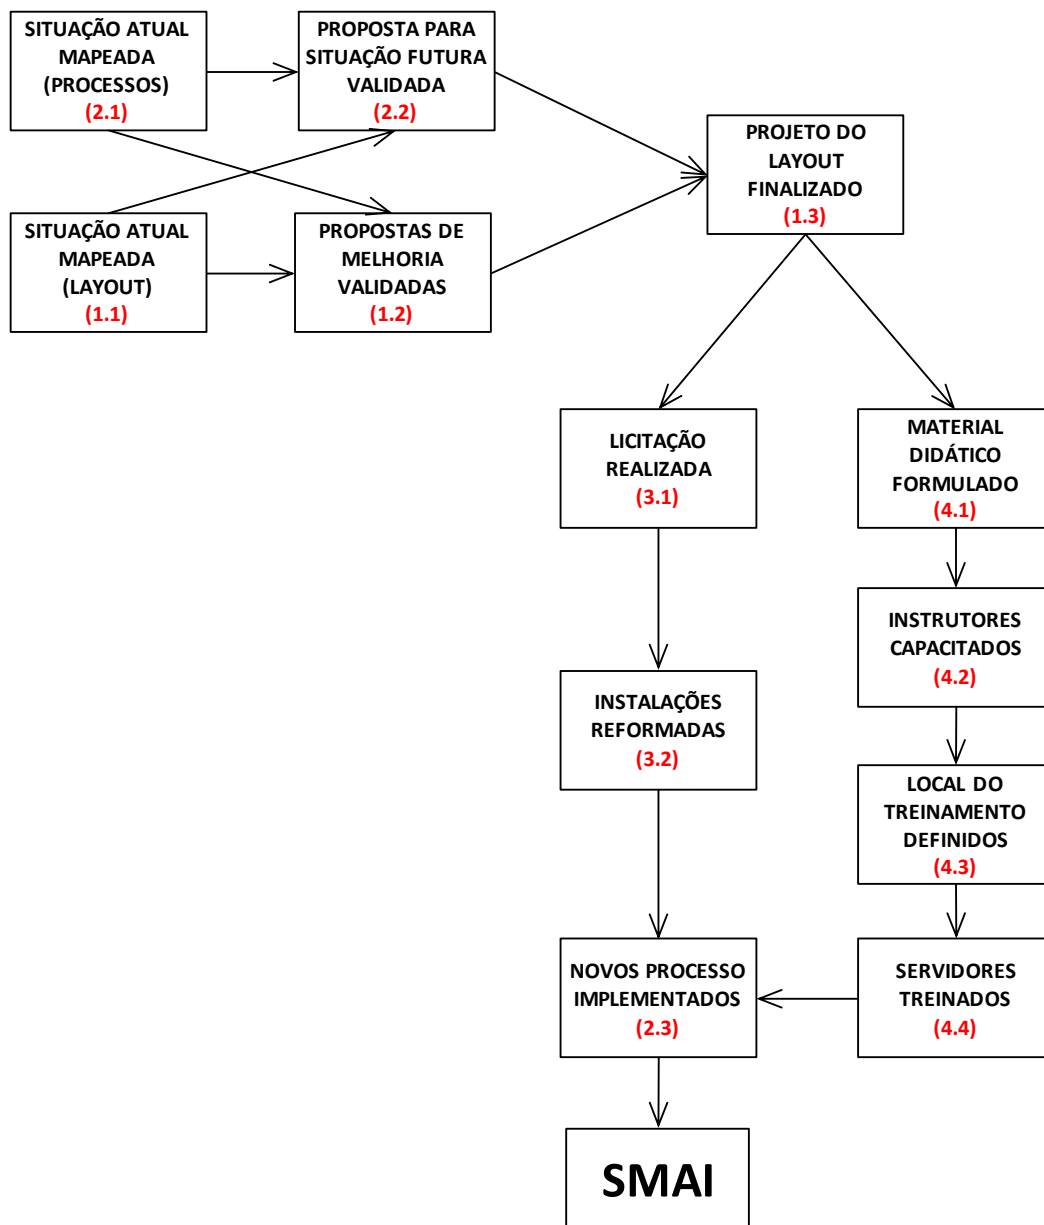 SITUAÇÃO ATUAL
MAPEADA
(PROCESSOS)
(2.1)
PROPOSTA PARA
SITUAÇÃO FUTURA
VALIDADA
(2.2)
SITUAÇÃO ATUAL
MAPEADA
(LAYOUT)
(1.1)
PROPOSTAS DE
MELHORIA
VALIDADAS
(1.2)
PROJETO DO
LAYOUT
FINALIZADO
(1.3)
LICITAÇÃO
REALIZADA
(3.1)
MATERIAL
DIDÁTICO
FORMULADO
(4.1)
INSTRUTORES
CAPACITADOS
(4.2)
INSTALAÇÕES
REFORMADAS
(3.2)
LOCAL DO
TREINAMENTO
DEFINIDOS
(4.3)
NOVOS PROCESSO
IMPLEMENTADOS
(2.3)
SERVIDORES
TREINADOS
(4.4)
SMAI